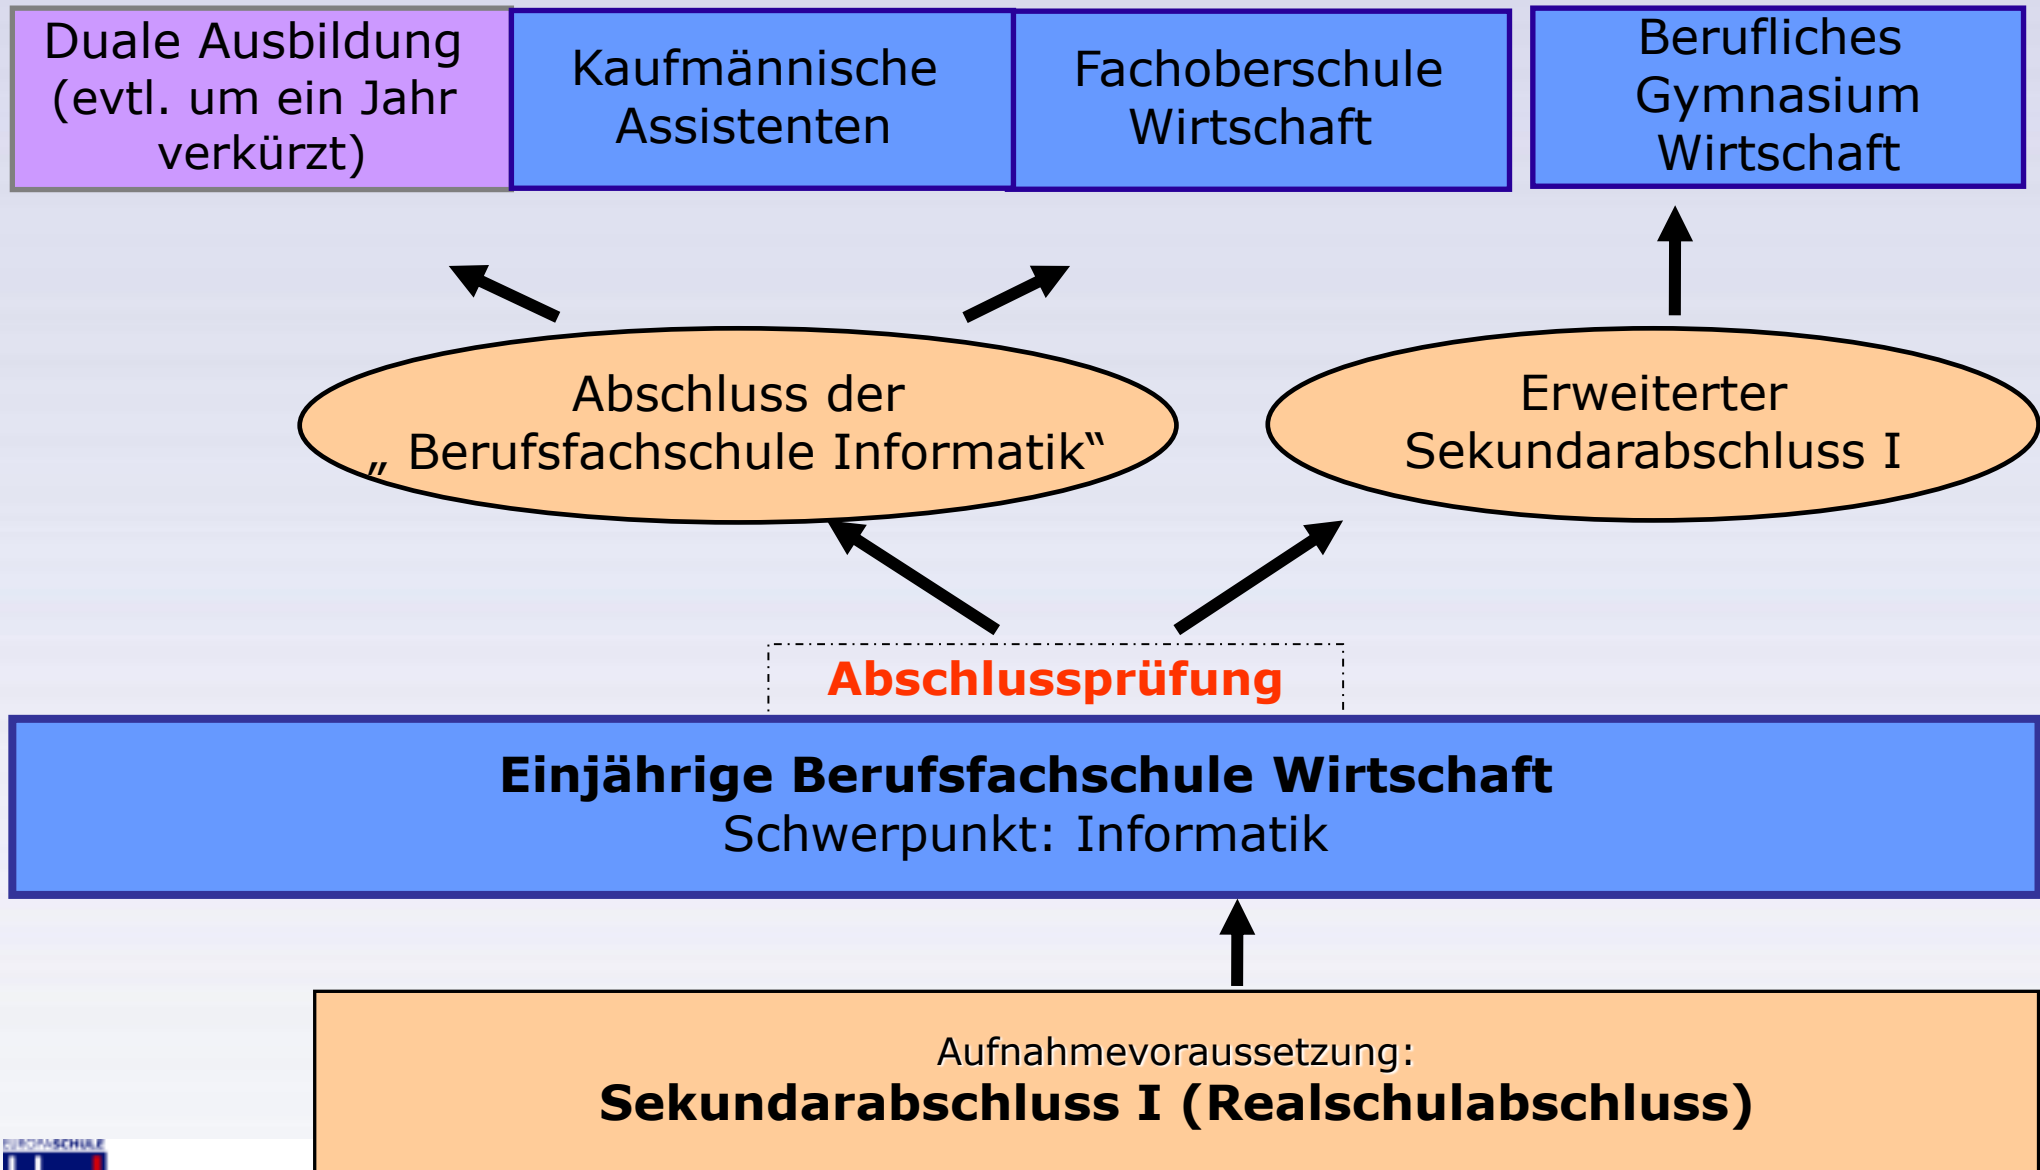 Duale Ausbildung
(evtl. um ein Jahr
verkürzt)
Kaufmännische
Assistenten
Fachoberschule
Wirtschaft
Berufliches
Gymnasium
Wirtschaft
Abschluss der
„ Berufsfachschule Informatik“
Erweiterter
Sekundarabschluss I
Abschlussprüfung
Einjährige Berufsfachschule Wirtschaft
Schwerpunkt: Informatik
Aufnahmevoraussetzung:
Sekundarabschluss I (Realschulabschluss)
EUROPASCHULE